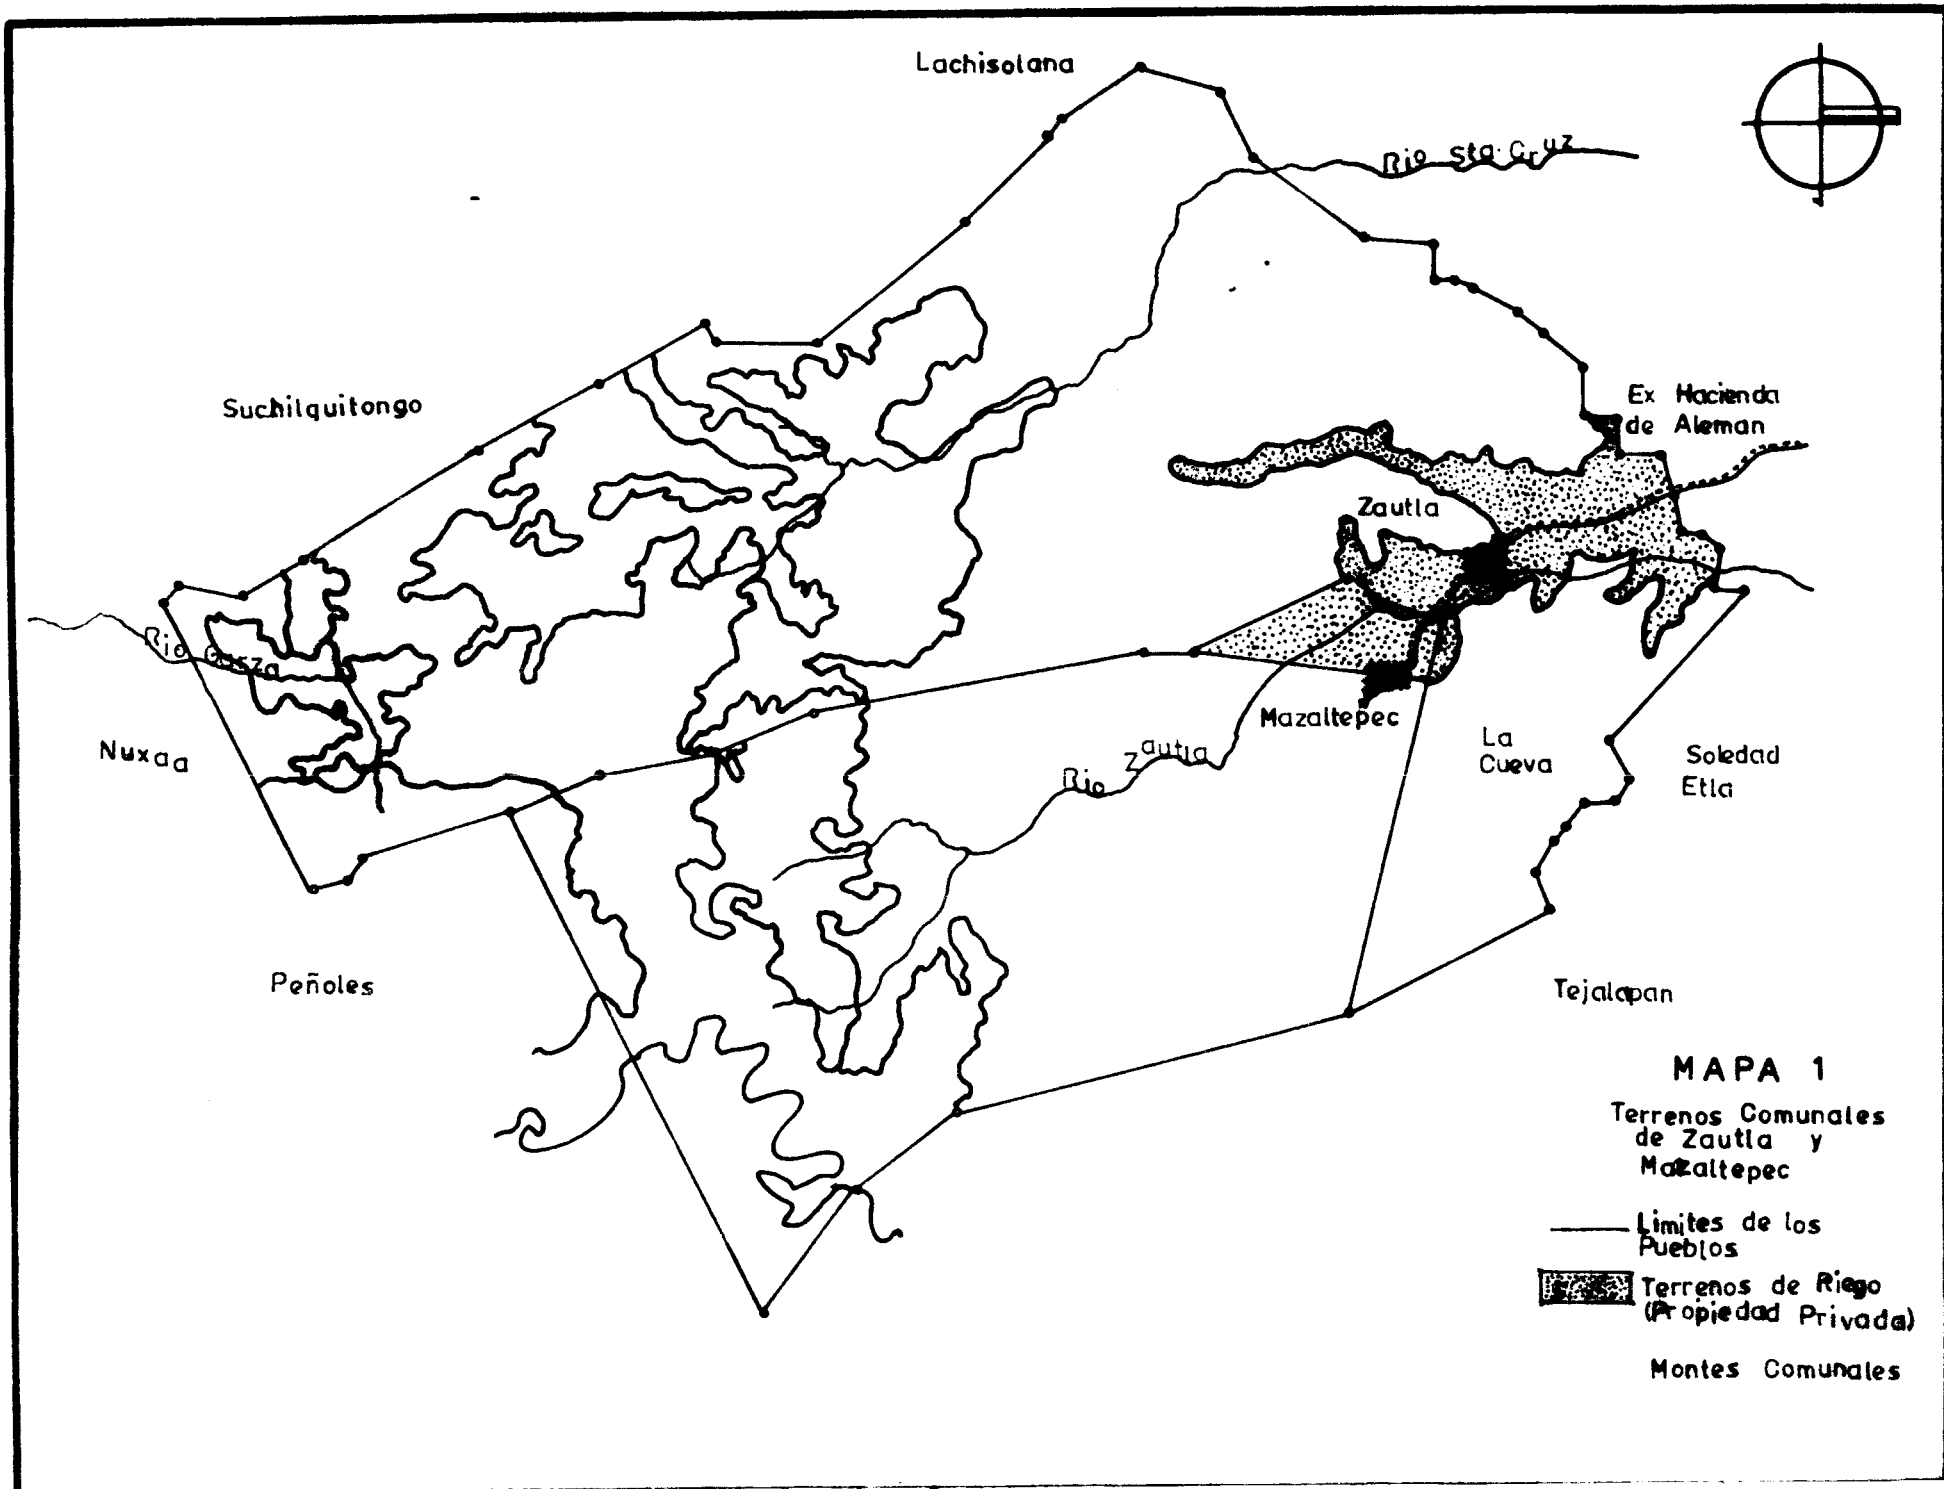 Lachisolana
Rio Sta. Cruz
Suchilquitongo
Ex Hacienda
de Aleman
Zautla
Rio Garza
Mazaltepec
Nuxaa
Rio Zautla
La
Cueva
Soledad
Etla
Peñoles
Tejalapan
MAPA 1
Terrenos Comunales
de Zautla y
Mazaltepec
Limites de los
Pueblos
Terrenos de Riego
(Propiedad Privada)
Montes Comunales